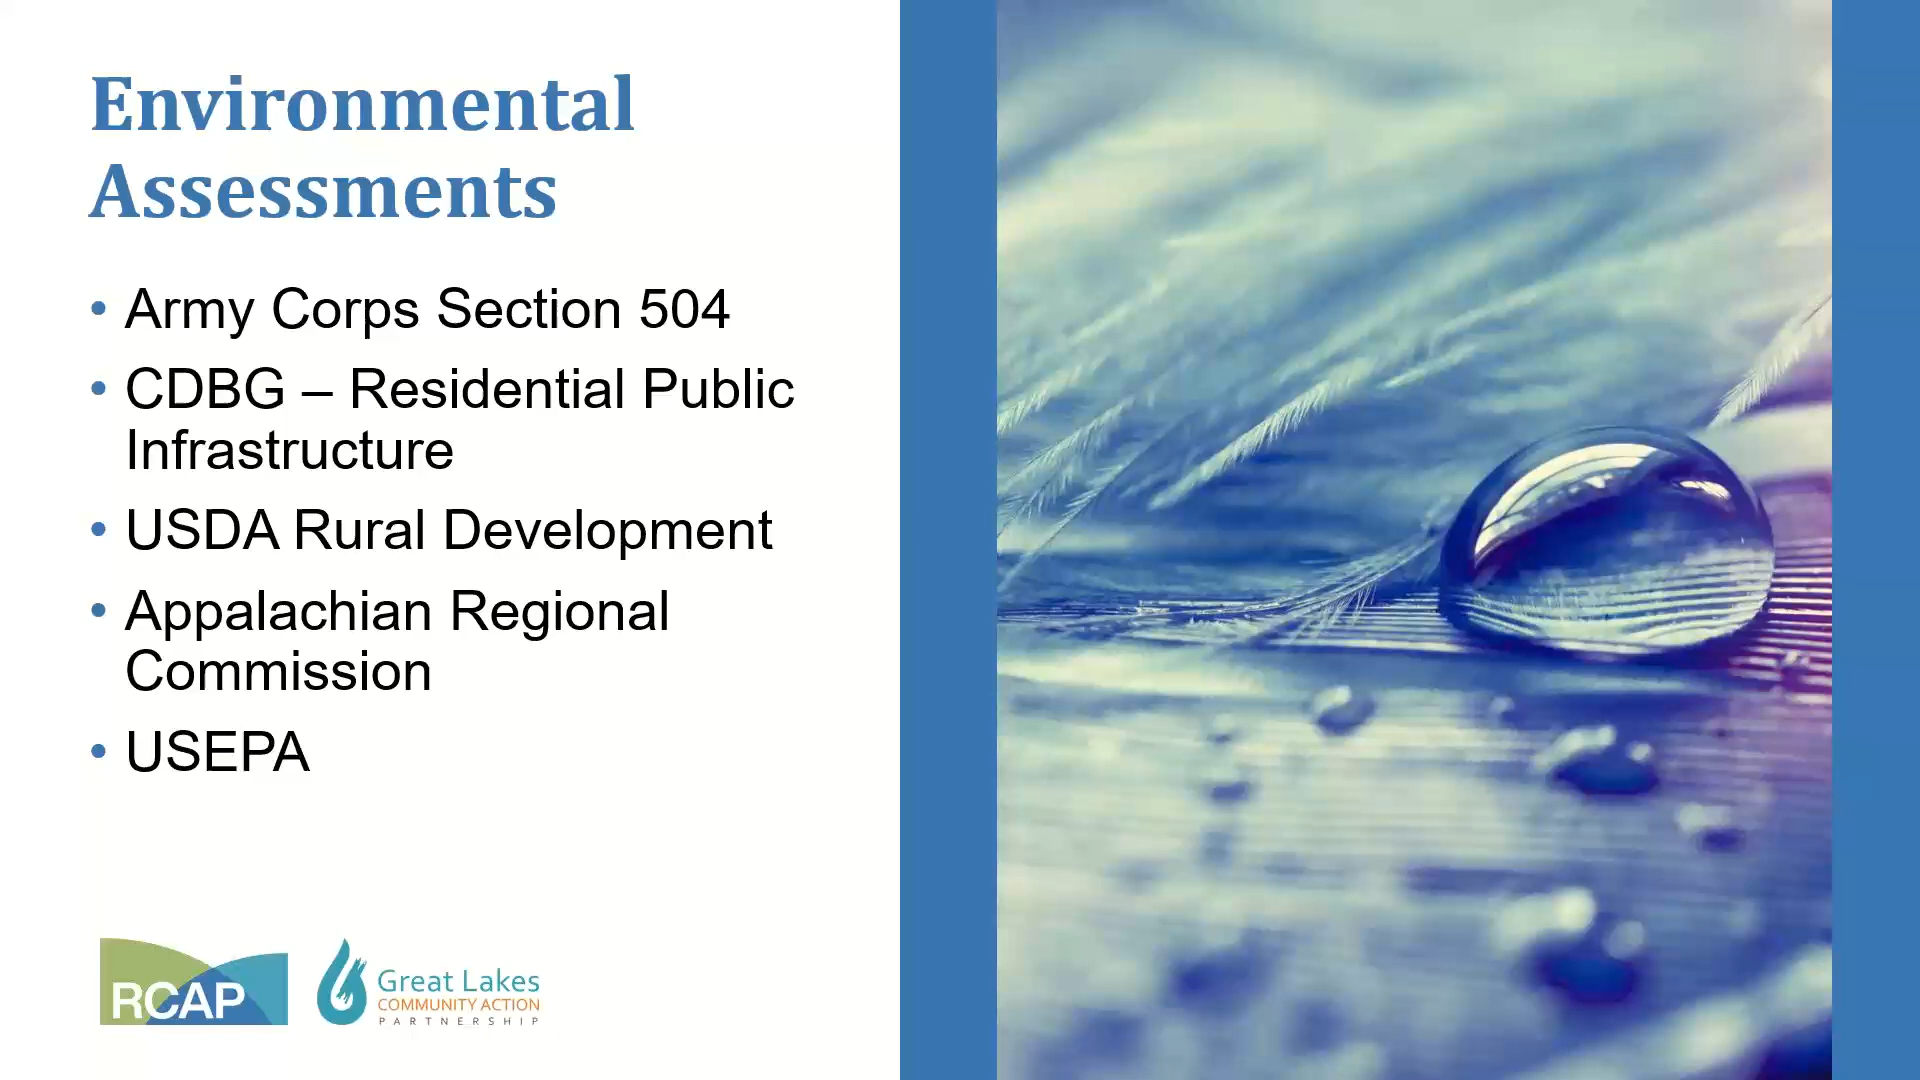 Environmental
Assessments
• Army Corps Section 504
• CDBG – Residential Public
Infrastructure
• USDA Rural Development
• Appalachian Regional
Commission
• USEPA
RCAP
Great Lakes
COMMUNITY ACTION
PARTNERSHIP